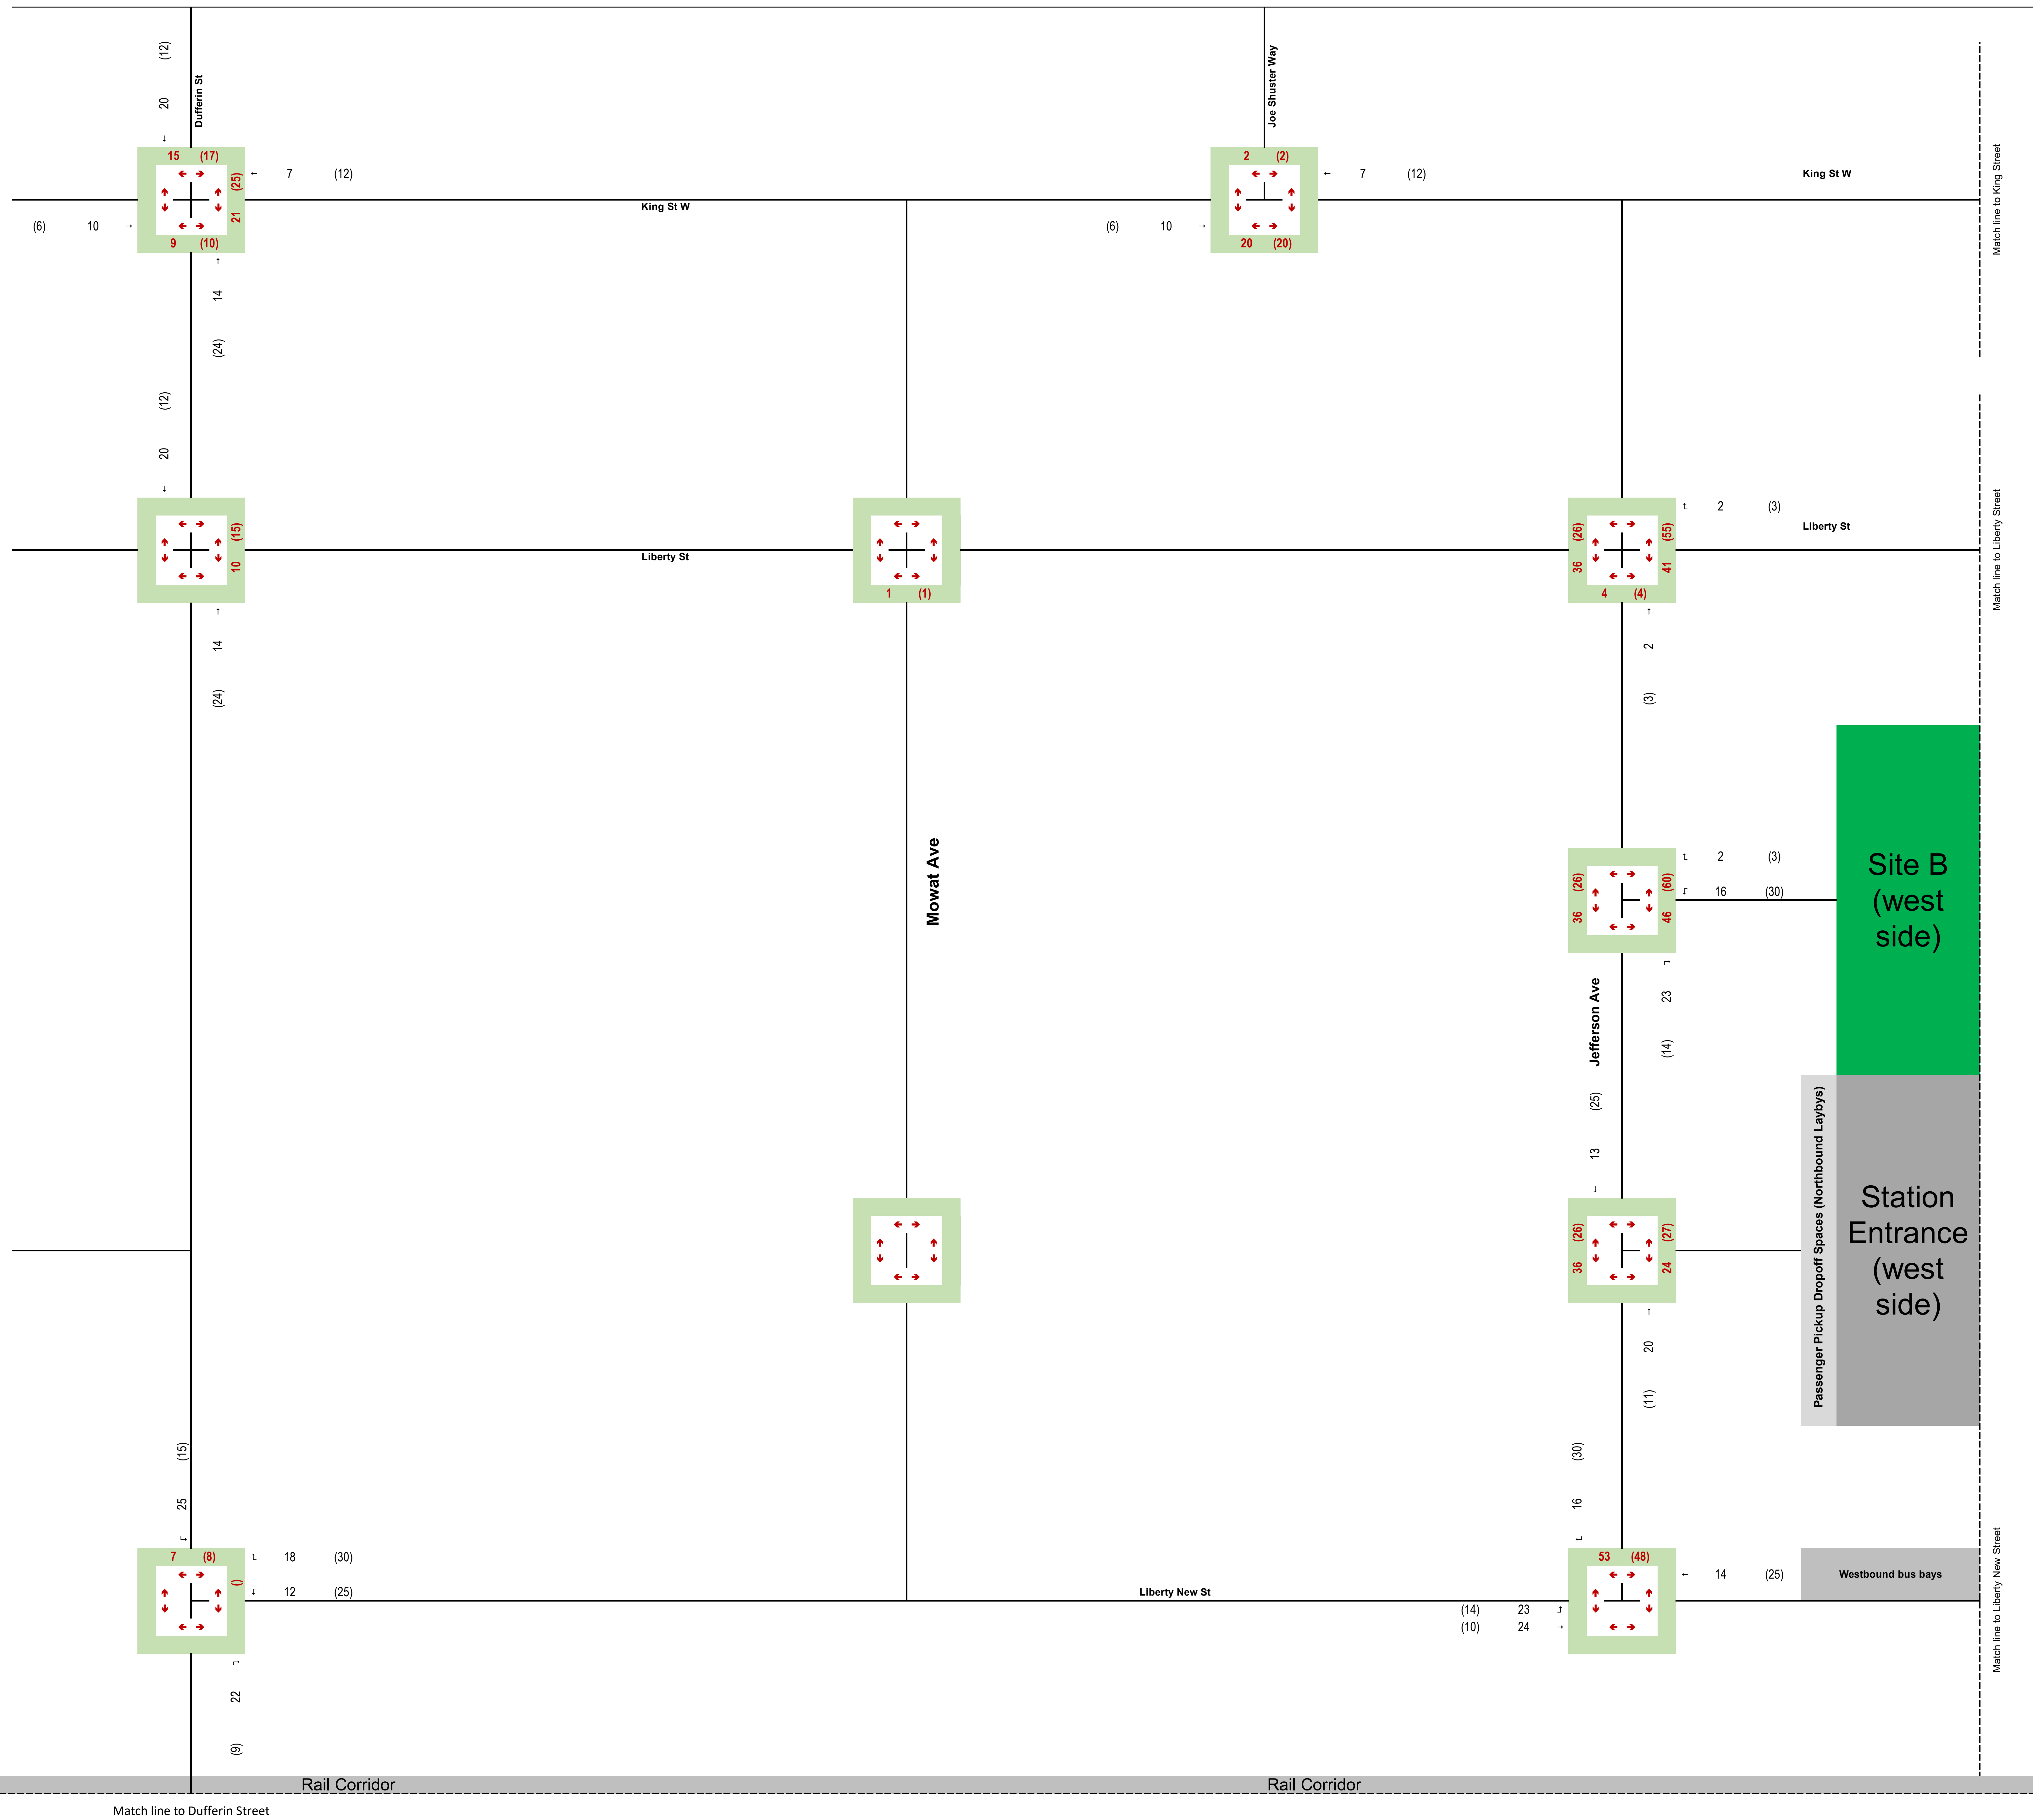 (12)
20
Dufferin St
Joe Shuster Way
15 (17)
← 7 (12)
(25)
21
2 (2)
← 7 (12)
King St W
Match line to King Street
King St W
(6) 10 →
9 (10)
(6) 10 →
20 (20)
14
(24)
(12)
20
(15)
10
Liberty St
1 (1)
(26)
36
(55)
41
4 (4)
2 (3)
Liberty St
Match line to Liberty Street
14
(24)
2
(3)
Mowat Ave
(26)
36
(60)
46
2 (3)
16 (30)
Site B
(west
side)
Jefferson Ave
23
(14)
(25)
13
(26)
36
(27)
24
Passenger Pickup Dropoff Spaces (Northbound Laybys)
Station
Entrance
(west
side)
20
(11)
(15)
25
(30)
16
7 (8)
()
18 (30)
12 (25)
Liberty New St
53 (48)
← 14 (25)
Westbound bus bays
(14) 23
(10) 24 →
Match line to Liberty New Street
22
(9)
Rail Corridor
Rail Corridor
Match line to Dufferin Street